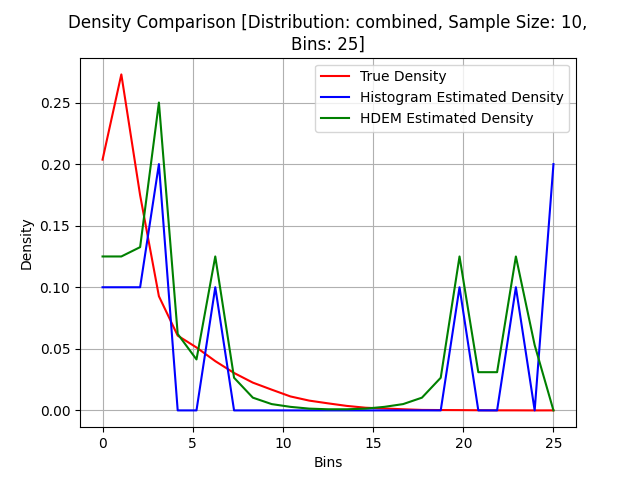 Density Comparison [Distribution: combined, Sample Size: 10,
Bins: 25]
True Density
Histogram Estimated Density
HDEM Estimated Density
Density
0.25
0.20
0.15
0.10
0.05
0.00
0 5 10 15 20 25
Bins